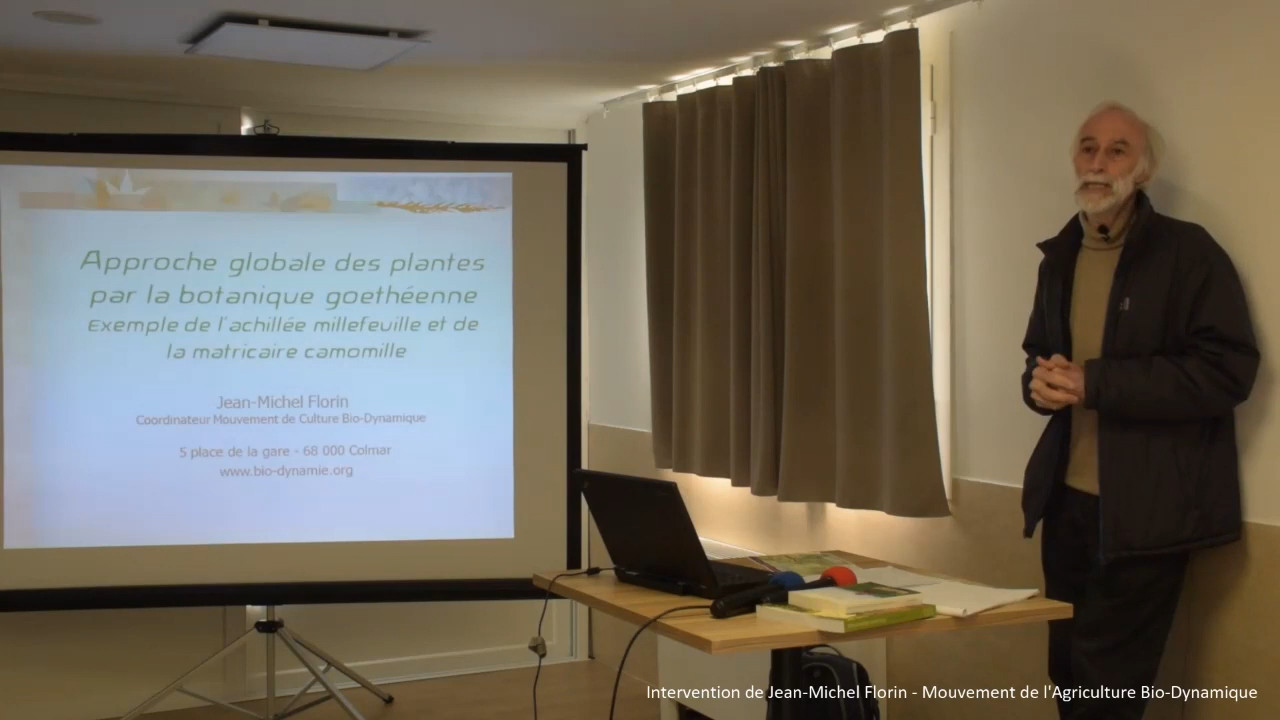 Approche globale des plantes
par la botanique goethéenne
Exemple de l'achillée millefeuille et de
la matricaire camomille
Jean-Michel Florin
Coordinateur Mouvement de Culture Bio-Dynamique
5 place de la gare - 68 000 Colmar
www.bio-dynamie.org
Intervention de Jean-Michel Florin - Mouvement de l'Agriculture Bio-Dynamique